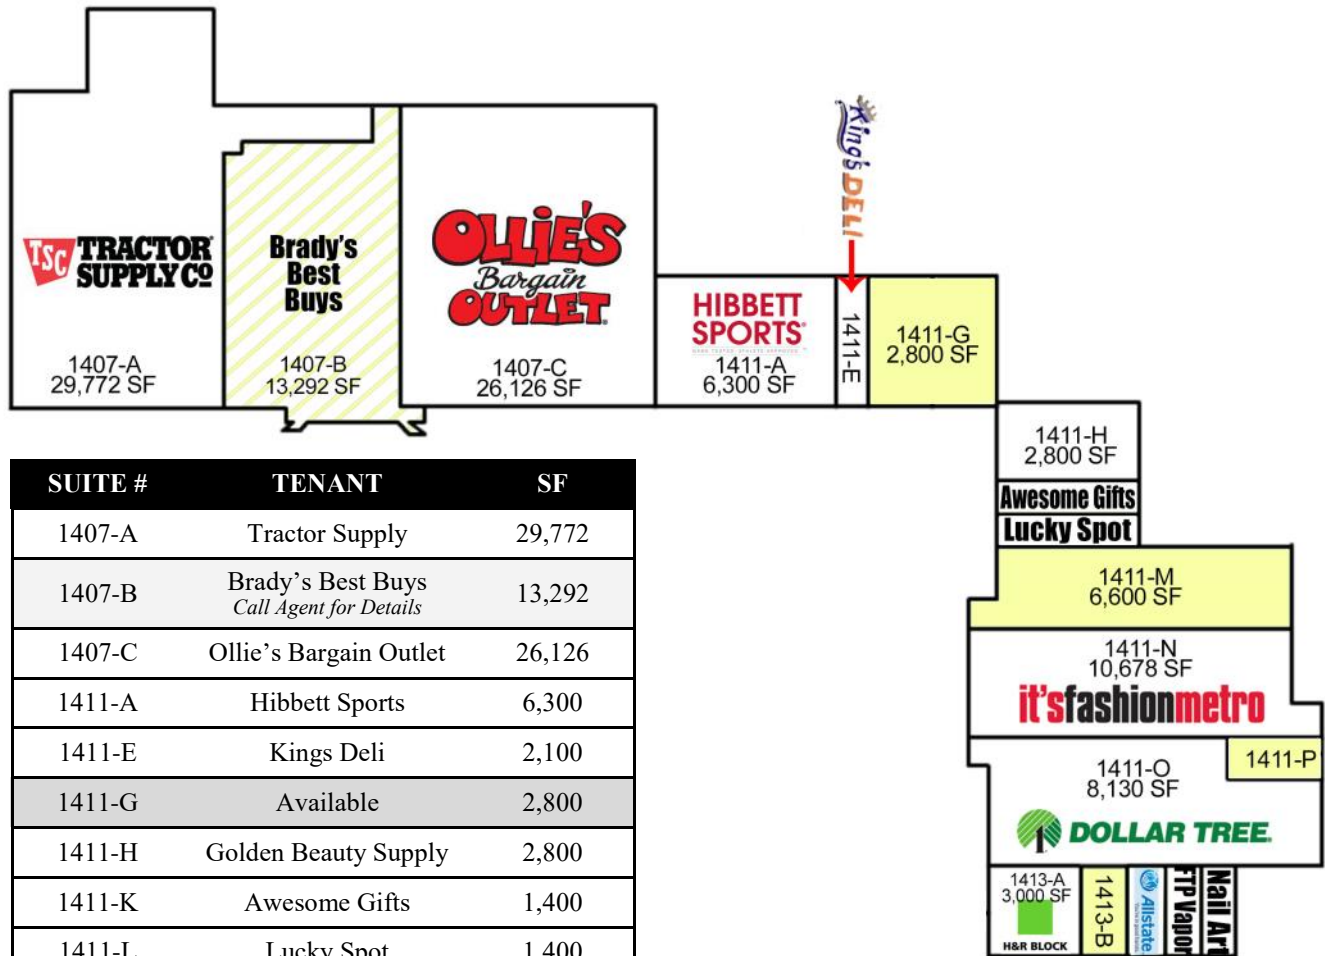 King's DELI
TSC TRACTOR
SUPPLY CO
1407-A
29,772 SF
Brady's
Best
Buys
1407-B
13,292 SF
OLLIE'S
Bargain
OUTLET
1407-C
26,126 SF
HIBBETT
SPORTS
1411-A
6,300 SF
1411-E
1411-G
2,800 SF
1411-H
2,800 SF
Awesome Gifts
Lucky Spot
1411-M
6,600 SF
1411-N
10,678 SF
it'sfashionmetro
1411-O
8,130 SF
1411-P
DOLLAR TREE
1413-A
3,000 SF
H&R BLOCK
1413-B
Allstate
FTP Vapor
Nail Art
SUITE # TENANT SF
1407-A Tractor Supply 29,772
1407-B Brady’s Best Buys 13,292
Call Agent for Details
1407-C Ollie’s Bargain Outlet 26,126
1411-A Hibbett Sports 6,300
1411-E Kings Deli 2,100
1411-G Available 2,800
1411-H Golden Beauty Supply 2,800
1411-K Awesome Gifts 1,400
1411-L Lucky Spot 1,400